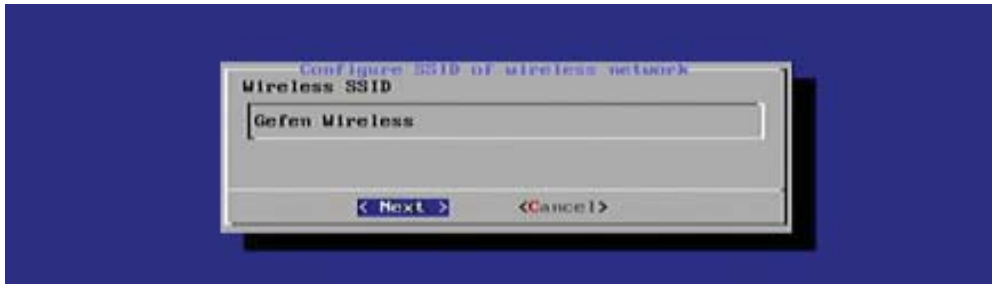 Configure SSID of wireless network
Wireless SSID
Gefen Wireless
< Next > <Cancel>